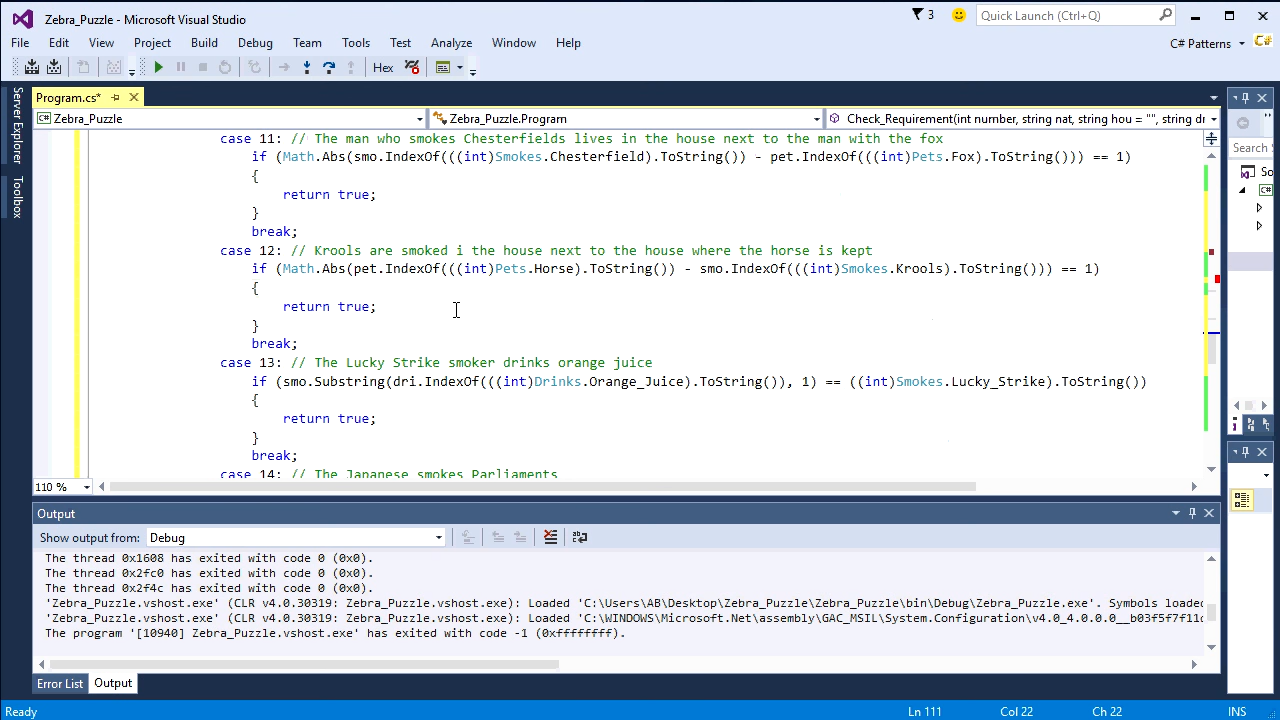 Zebra_Puzzle - Microsoft Visual Studio
3
Quick Launch (Ctrl+Q)
File Edit View Project Build Debug Team Tools Test Analyze Window Help
C# Patterns
Hex
Server Explorer
Toolbox
Program.cs*
Zebra_Puzzle
Zebra_Puzzle.Program
Check_Requirement(int number, string nat, string hou = "", string dr
case 11: // The man who smokes Chesterfields lives in the house next to the man with the fox
if (Math.Abs(smo.IndexOf(((int)Smokes.Chesterfield).ToString()) - pet.IndexOf(((int)Pets.Fox).ToString())) == 1)
{
return true;
}
break;
case 12: // Krools are smoked i the house next to the house where the horse is kept
if (Math.Abs(pet.IndexOf(((int)Pets.Horse).ToString()) - smo.IndexOf(((int)Smokes.Krools).ToString())) == 1)
{
return true;
}
break;
case 13: // The Lucky Strike smoker drinks orange juice
if (smo.Substring(dri.IndexOf(((int)Drinks.Orange_Juice).ToString()), 1) == ((int)Smokes.Lucky_Strike).ToString())
{
return true;
}
break;
case 14: // The Japanese smokes Parliaments
110 %
Search
So
C#
Output
Show output from: Debug
The thread 0x1608 has exited with code 0 (0x0).
The thread 0x2fc0 has exited with code 0 (0x0).
The thread 0x2f4c has exited with code 0 (0x0).
'Zebra_Puzzle.vshost.exe' (CLR v4.0.30319: Zebra_Puzzle.vshost.exe): Loaded 'C:\Users\AB\Desktop\Zebra_Puzzle\Zebra_Puzzle\bin\Debug\Zebra_Puzzle.exe'. Symbols loaded
'Zebra_Puzzle.vshost.exe' (CLR v4.0.30319: Zebra_Puzzle.vshost.exe): Loaded 'C:\WINDOWS\Microsoft.Net\assembly\GAC_MSIL\System.Configuration\v4.0_4.0.0.0__b03f5f7f11d
The program '[10940] Zebra_Puzzle.vshost.exe' has exited with code -1 (0xffffffff).
Error List Output
Ready
Ln 111 Col 22 Ch 22 INS